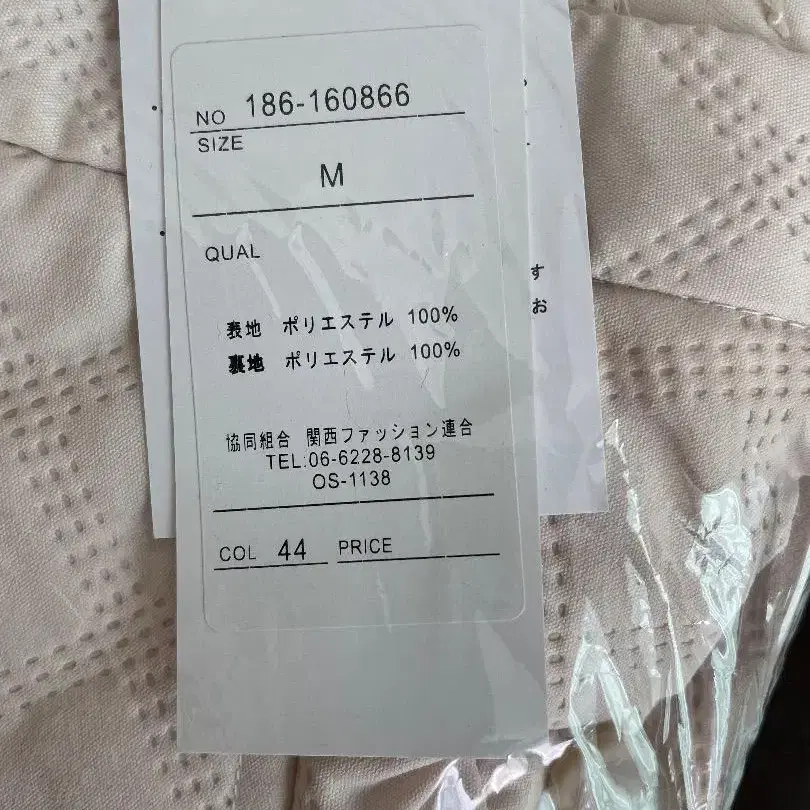 NO 186-160866
SIZE
M
QUAL
表地 ポリエステル 100%
裏地 ポリエステル 100%
協同組合 関西ファッション連合
TEL:06-6228-8139
OS-1138
COL 44 PRICE
す
お